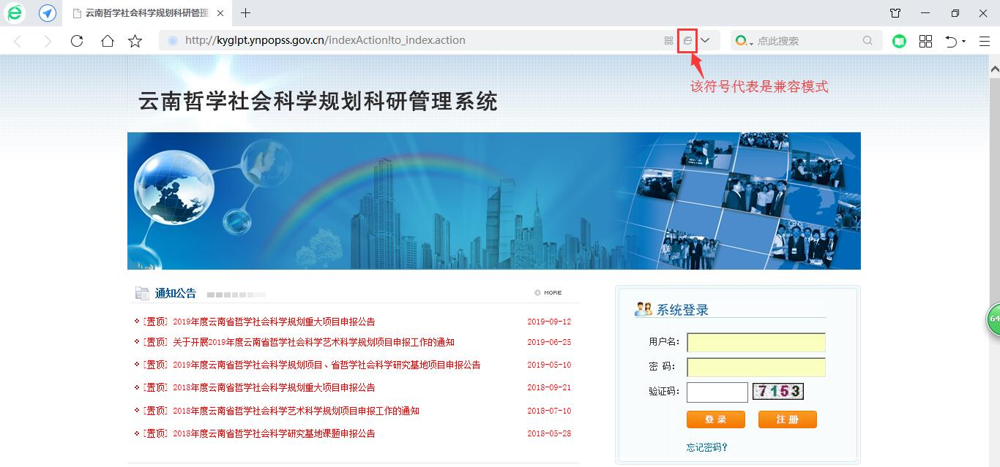 云南哲学社会科学规划科研管理
http://kyglpt.ynpopss.gov.cn/indexAction!to_index.action
点此搜索
该符号代表是兼容模式
云南哲学社会科学规划科研管理系统
通知公告
MORE
[置顶] 2019年度云南省哲学社会科学规划重大项目申报公告 2019-09-12
[置顶] 关于开展2019年度云南省哲学社会科学艺术科学规划项目申报工作的通知 2019-06-25
[置顶] 2019年度云南省哲学社会科学规划项目、省哲学社会科学研究基地项目申报公告 2019-05-10
[置顶] 2018年度云南省哲学社会科学规划重大项目申报公告 2018-09-21
[置顶] 2018年度云南省哲学社会科学艺术科学规划项目申报工作的通知 2018-07-10
[置顶] 2018年度云南省哲学社会科学研究基地课题申报公告 2018-05-28
系统登录
用户名:
密 码:
验证码:
7153
登 录
注 册
忘记密码?
64